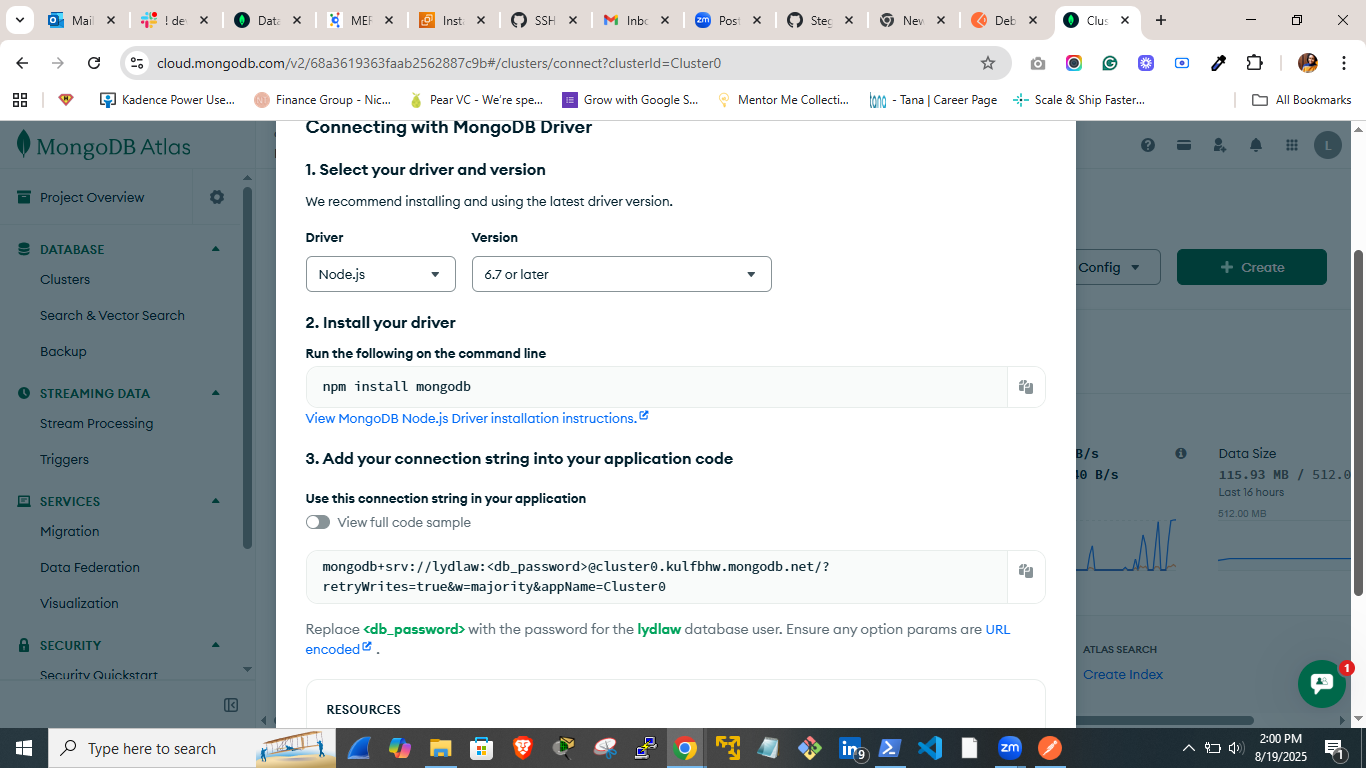 Mail
! dev
Data
MEF
Insta
SSH
Inbo
zm
Post
Steg
New
Deb
Clus
cloud.mongodb.com/v2/68a3619363faab2562887c9b#/clusters/connect?clusterId=Cluster0
Kadence Power Use...
Finance Group - Nic...
Pear VC - We're spe...
Grow with Google S...
Mentor Me Collecti...
tana
- Tana | Career Page
Scale & Ship Faster...
All Bookmarks
MongoDB Atlas
L
Project Overview
DATABASE
Clusters
Search & Vector Search
Backup
STREAMING DATA
Stream Processing
Triggers
SERVICES
Migration
Data Federation
Visualization
SECURITY
Security Quickstart
Connecting with MongoDB Driver
1. Select your driver and version
We recommend installing and using the latest driver version.
Driver
Version
Node.js
6.7 or later
2. Install your driver
Run the following on the command line
npm install mongodb
View MongoDB Node.js Driver installation instructions.
3. Add your connection string into your application code
Use this connection string in your application
View full code sample
mongodb+srv://lydlaw:<db_password>@cluster0.kulfbhw.mongodb.net/?
retryWrites=true&w=majority&appName=Cluster0
Replace <db_password> with the password for the lydlaw database user. Ensure any option params are URL
encoded .
RESOURCES
Config
+ Create
B/s
Data Size
B/s
115.93 MB / 512.0
Last 16 hours
512.00 MB
ATLAS SEARCH
Create Index
1
Type here to search
9
zm
2:00 PM
8/19/2025
1